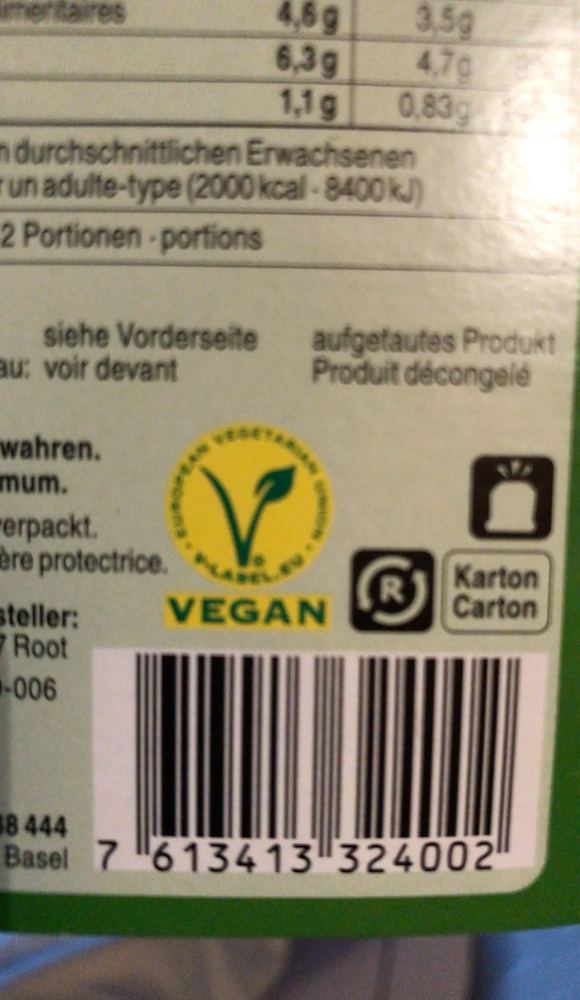 4,6 g 3,5g
6,3 g 4,7g
1,1 g 0,83g
durchschnittlichen Erwachsenen
un adulte-type (2000 kcal - 8400 kJ)
2 Portionen - portions
siehe Vorderseite aufgetautes Produkt
au: voir devant Produit décongelé
wahren.
mum.
erpackt.
ère protectrice.
EUROPEAN VEGETARIAN UNION
V-LABEL.EU
VEGAN
R
Karton
Carton
steller:
7 Root
-006
8 444
Basel
7 613413 324002